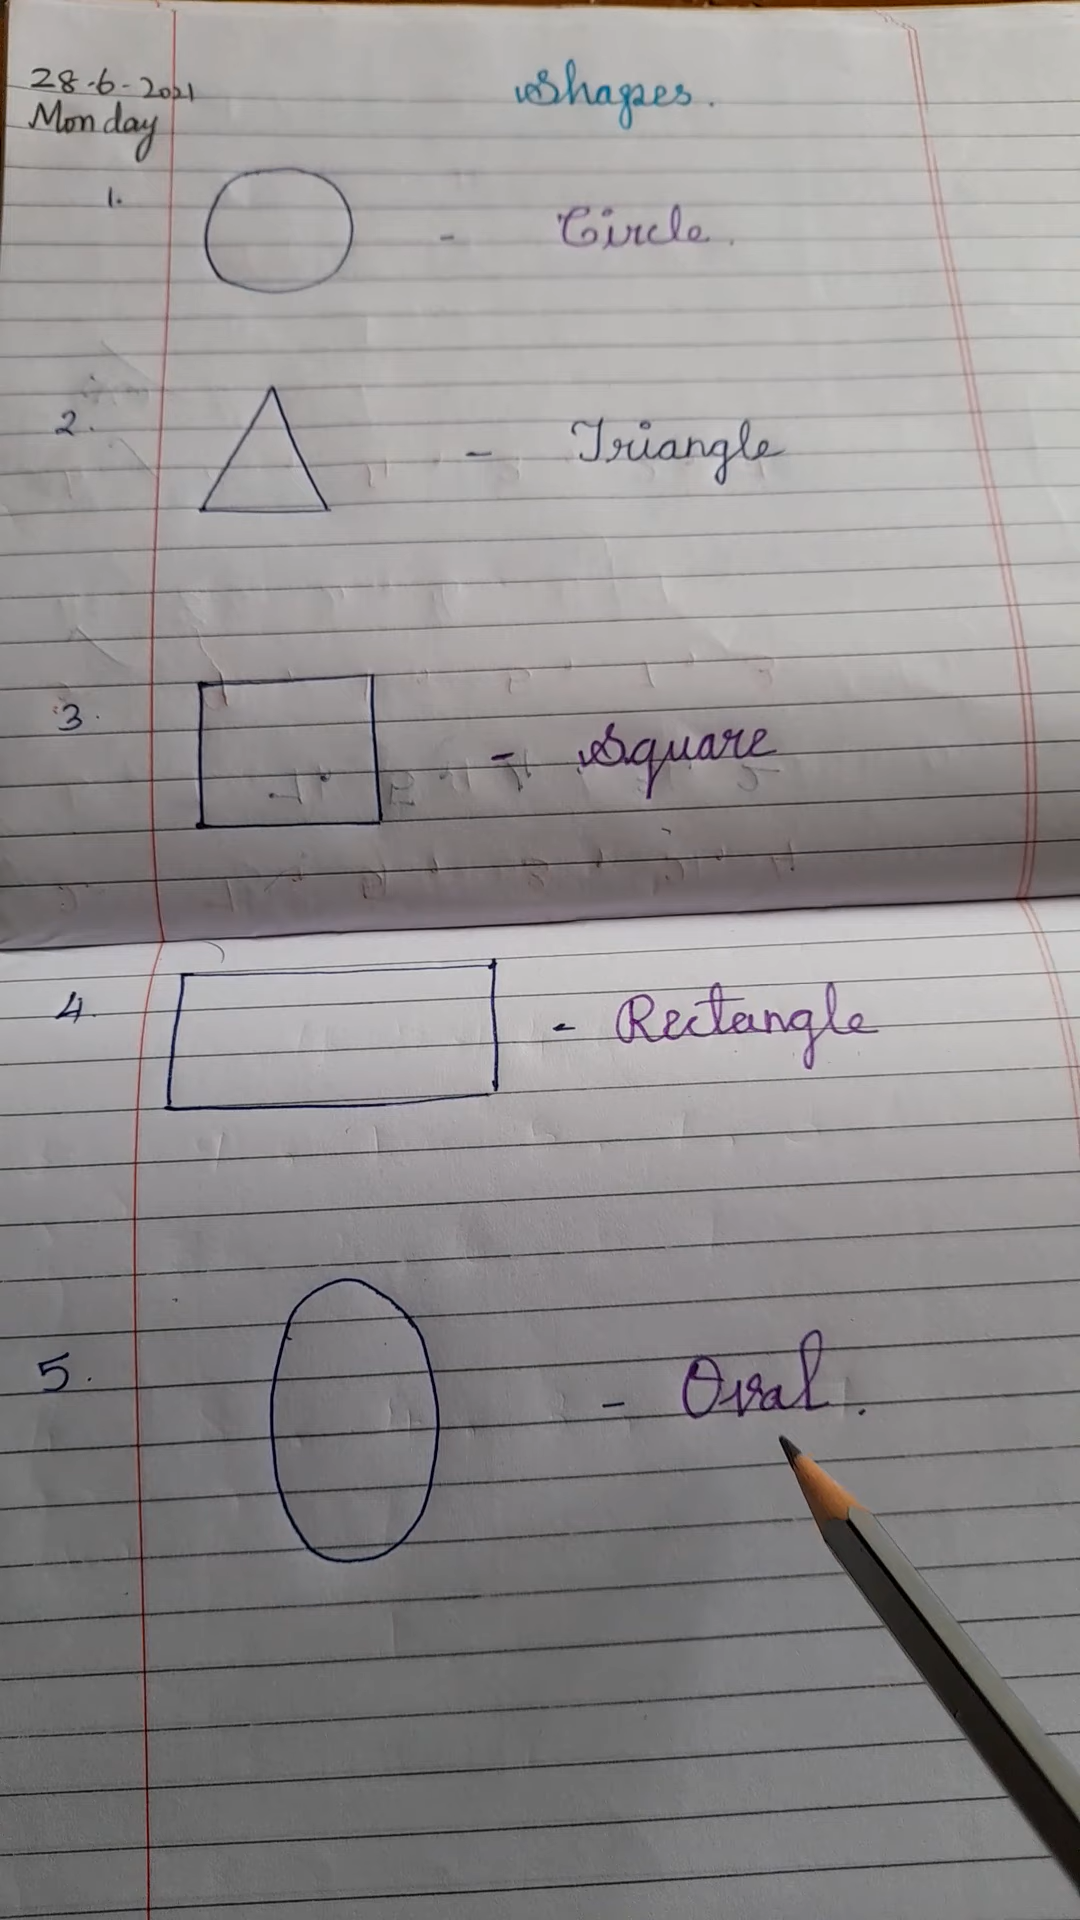 28-6-2021
Monday
Shapes.
1. - Circle.
2. - Triangle
3. - Square
4. - Rectangle
5. - Oval.